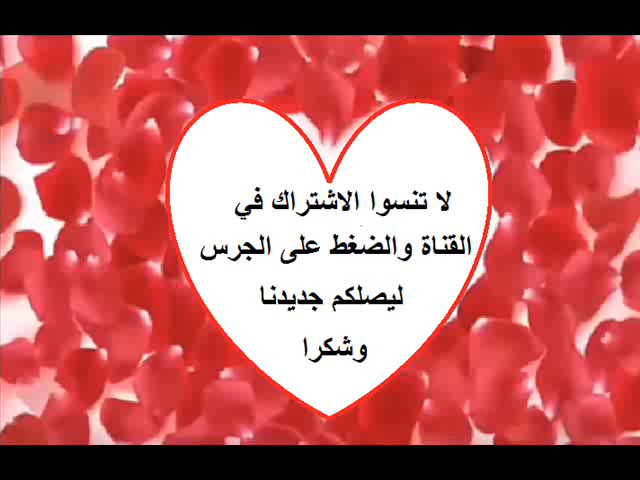 لا تنسوا الاشتراك في
القناة والضغط على الجرس
ليصلكم جديدنا
وشكرا